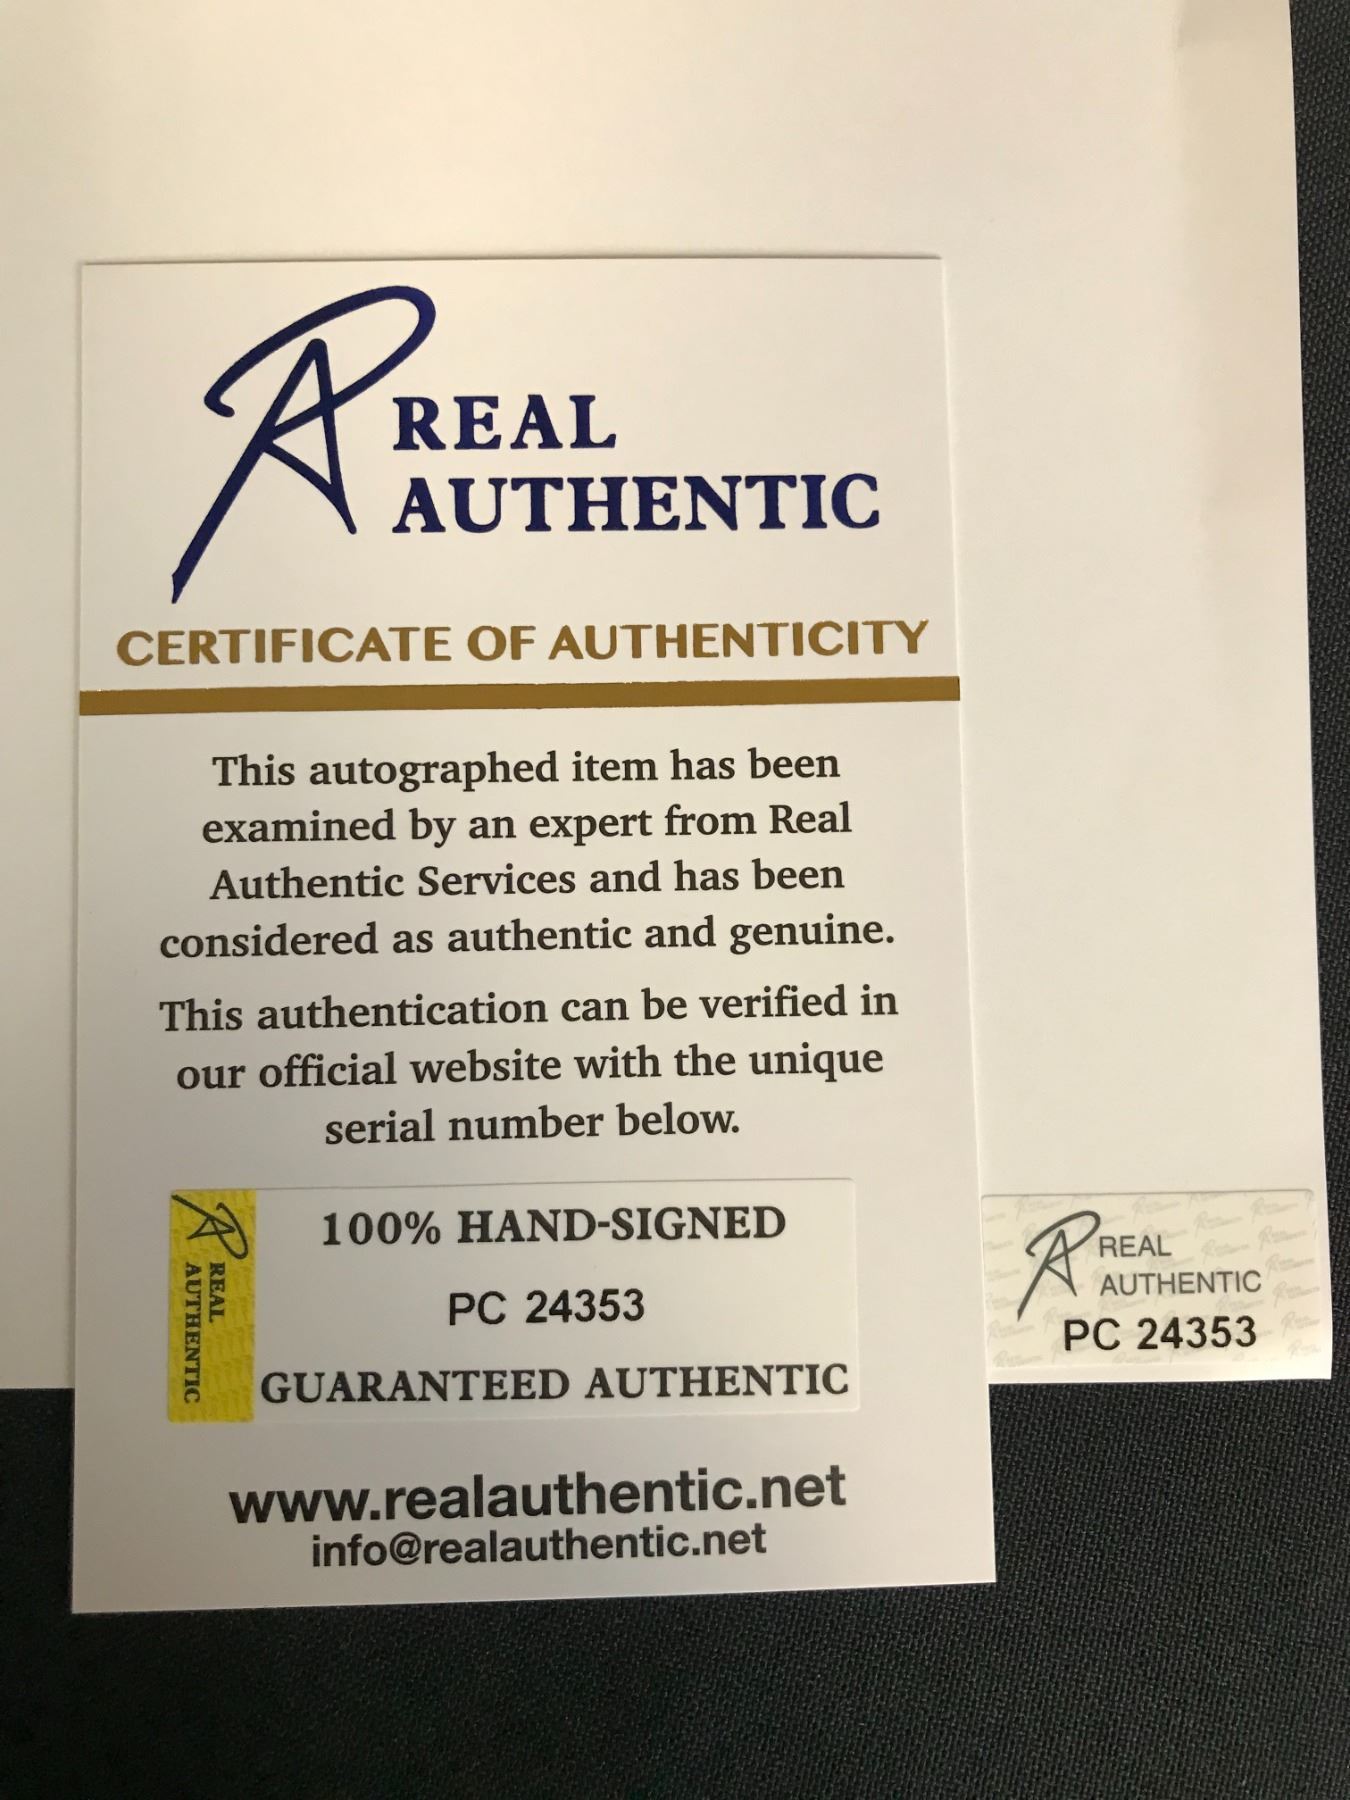 REAL
AUTHENTIC
CERTIFICATE OF AUTHENTICITY
This autographed item has been
examined by an expert from Real
Authentic Services and has been
considered as authentic and genuine.
This authentication can be verified in
our official website with the unique
serial number below.
REAL
AUTHENTIC
100% HAND-SIGNED
PC 24353
GUARANTEED AUTHENTIC
www.realauthentic.net
info@realauthentic.net
REAL
AUTHENTIC
PC 24353